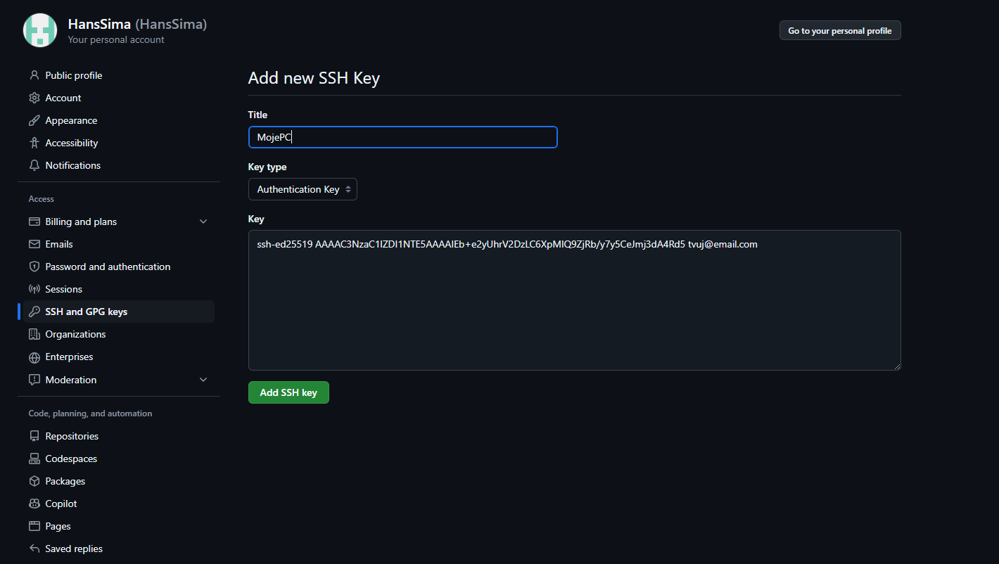 HansSima (HansSima)
Your personal account
Go to your personal profile
Public profile
Account
Appearance
Accessibility
Notifications
Access
Billing and plans
Emails
Password and authentication
Sessions
SSH and GPG keys
Organizations
Enterprises
Moderation
Code, planning, and automation
Repositories
Codespaces
Packages
Copilot
Pages
Saved replies
Add new SSH Key
Title
MojePC
Key type
Authentication Key
Key
ssh-ed25519 AAAAC3NzaC1lZDI1NTE5AAAAIEb+e2yUhrV2DzLC6XpMIQ9ZjRb/y7y5CeJmj3dA4Rd5 tvuj@email.com
Add SSH key